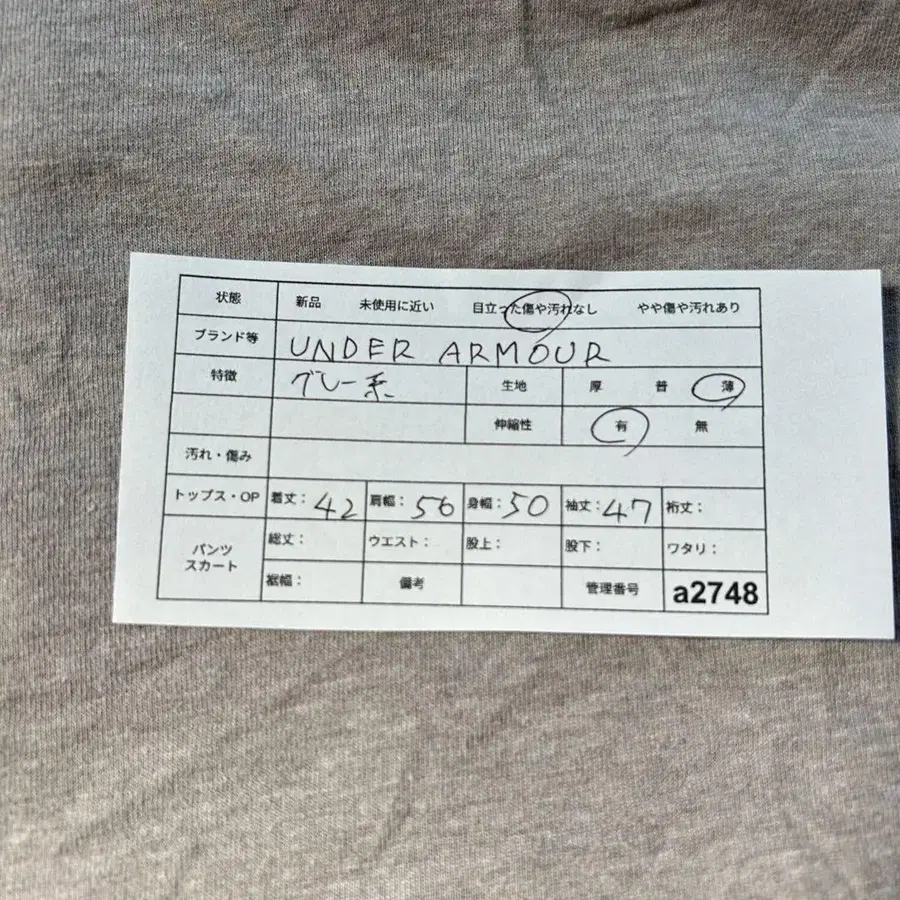 状態 新品 未使用に近い 目立った傷や汚れなし やや傷や汚れあり
ブランド等 UNDER ARMOUR
特徴 グレー系 生地 厚 普 薄
伸縮性 有 無
汚れ・傷み
トップス・OP 着丈: 42 肩幅: 56 身幅: 50 袖丈: 47 裄丈:
パンツ 総丈: ウエスト: 股上: 股下: ワタリ:
スカート
裾幅: 備考 管理番号 a2748